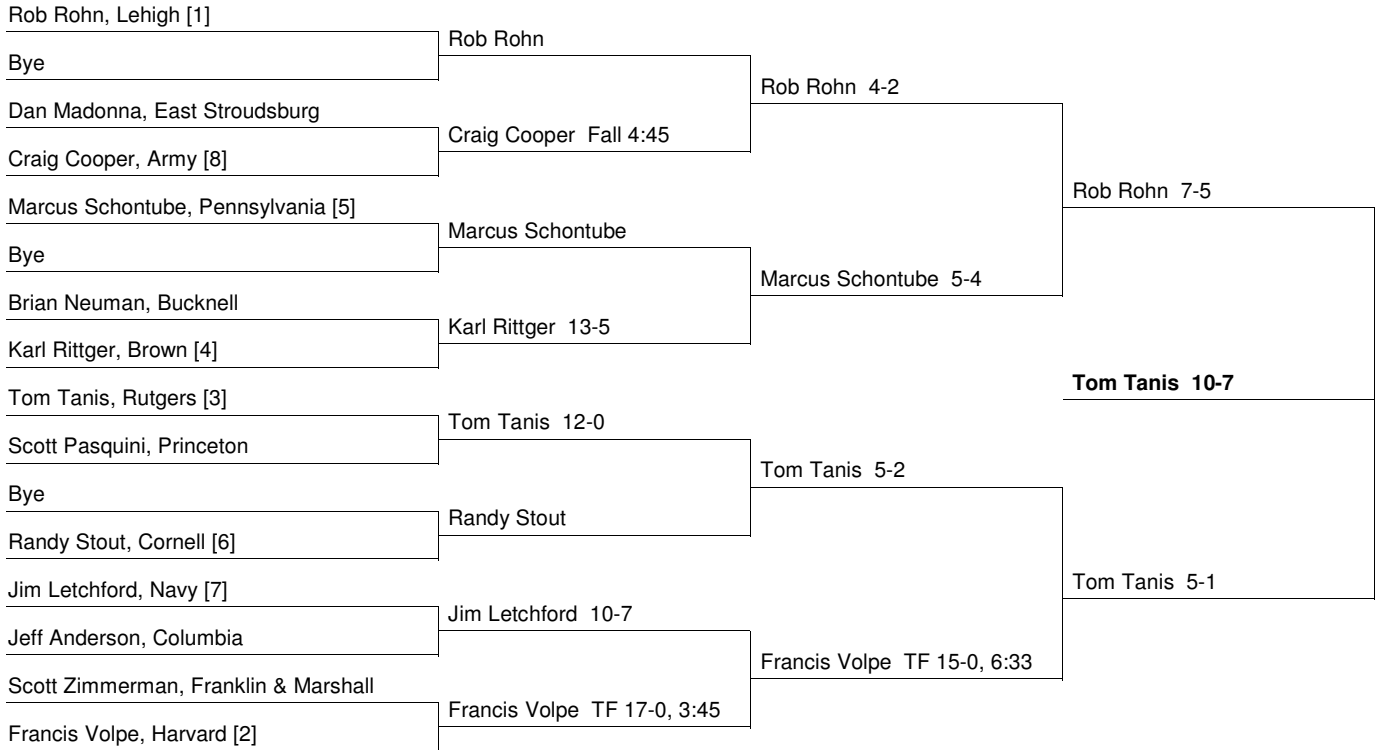 Rob Rohn, Lehigh [1]
Bye
Dan Madonna, East Stroudsburg
Craig Cooper, Army [8]
Marcus Schontube, Pennsylvania [5]
Bye
Brian Neuman, Bucknell
Karl Rittger, Brown [4]
Tom Tanis, Rutgers [3]
Scott Pasquini, Princeton
Bye
Randy Stout, Cornell [6]
Jim Letchford, Navy [7]
Jeff Anderson, Columbia
Scott Zimmerman, Franklin & Marshall
Francis Volpe, Harvard [2]
Rob Rohn
Craig Cooper Fall 4:45
Marcus Schontube
Karl Rittger 13-5
Tom Tanis 12-0
Randy Stout
Jim Letchford 10-7
Francis Volpe TF 17-0, 3:45
Rob Rohn 4-2
Marcus Schontube 5-4
Tom Tanis 5-2
Francis Volpe TF 15-0, 6:33
Rob Rohn 7-5
Tom Tanis 5-1
Tom Tanis 10-7